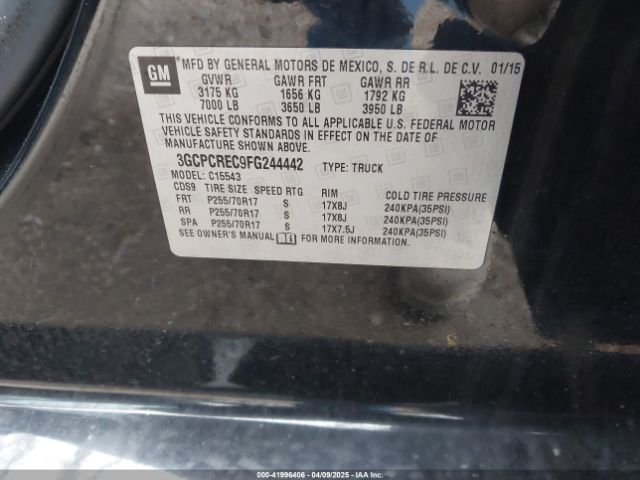 GM
*MFD BY GENERAL MOTORS DE MEXICO, S. DE R.L. DE C.V. 01/15
GVWR GAWR FRT GAWR RR
3175 KG 1656 KG 1792 KG
7000 LB 3650 LB 3950 LB
THIS VEHICLE CONFORMS TO ALL APPLICABLE U.S. FEDERAL MOTOR
VEHICLE SAFETY STANDARDS IN EFFECT ON THE DATE OF
MANUFACTURE SHOWN ABOVE.
3GCPCREC9FG244442 TYPE: TRUCK
MODEL: C15543
CDS9 TIRE SIZE SPEED RTG RIM COLD TIRE PRESSURE
FRT P255/70R17 S 17X8J 240KPA(35PSI)
RR P255/70R17 S 17X8J 240KPA(35PSI)
SPA P255/70R17 S 17X7.5J 240KPA(35PSI)
SEE OWNER'S MANUAL FOR MORE INFORMATION.
000-41996406 - 04/09/2025 - IAAI.COM